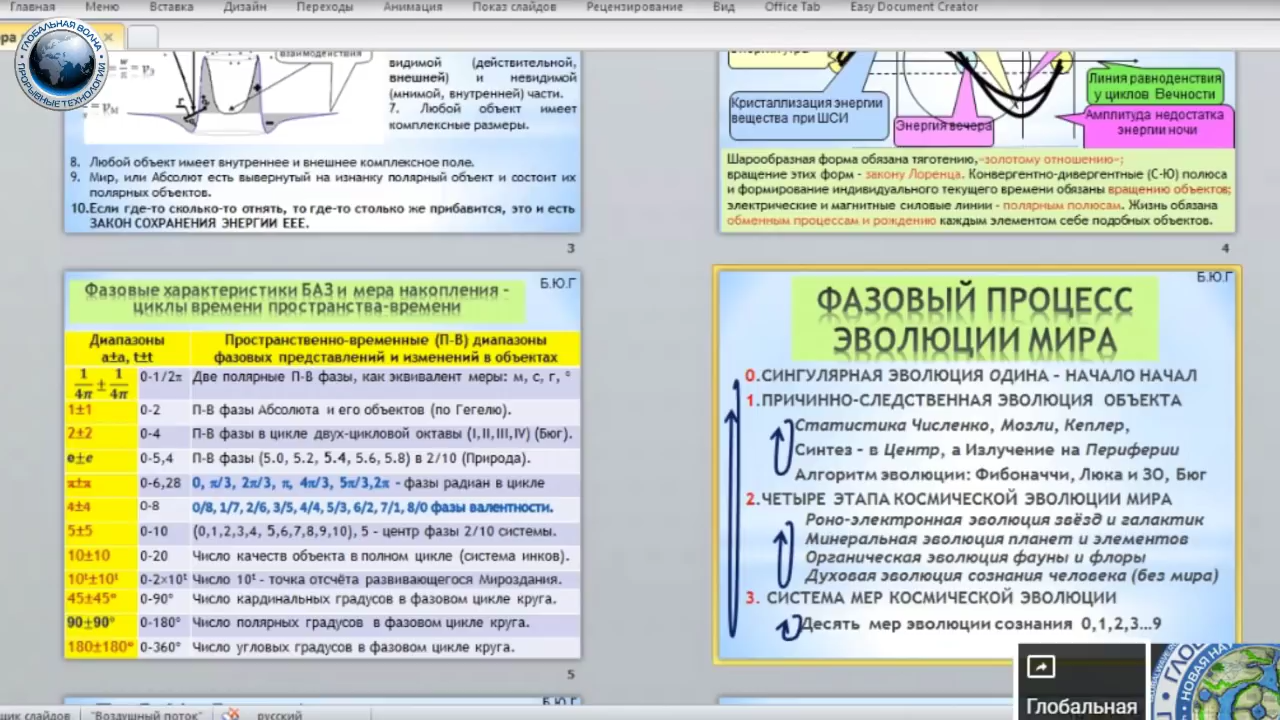 Главная Меню Вставка Дизайн Переходы Анимация Показ слайдов Рецензирование Вид Office Tab Easy Document Creator
ГЛОБАЛЬНАЯ ВОЛНА
ПРОРЫВНЫЕ ТЕХНОЛОГИИ
взаимодействия
видимой (действительной,
внешней) и невидимой
(мнимой, внутренней) части.
7. Любой объект имеет
комплексные размеры.
8. Любой объект имеет внутреннее и внешнее комплексное поле.
9. Мир, или Абсолют есть вывернутый на изнанку полярный объект и состоит их
полярных объектов.
10.Если где-то сколько-то отнять, то где-то столько же прибавится, это и есть
ЗАКОН СОХРАНЕНИЯ ЭНЕРГИИ ЕЕЕ.
3
Линия равноденствия
у циклов Вечности
Кристаллизация энергии
вещества при ШСИ
Энергия вечера
Амплитуда недостатка
энергии ночи
Шарообразная форма обязана тяготению,-золотому отношению-;
вращение этих форм - закону Лоренца. Конвергентно-дивергентные (С-Ю) полюса
и формирование индивидуального текущего времени обязаны вращению объектов;
электрические и магнитные силовые линии - полярным полюсам. Жизнь обязана
обменным процессам и рождению каждым элементом себе подобных объектов.
4
Б.Ю.Г
Фазовые характеристики БАЗ и мера накопления -
циклы времени пространства-времени
Диапазоны
a±a, t±t
Пространственно-временные (П-В) диапазоны
фазовых представлений и изменений в объектах
1/4π ± 1/4π 0-1/2π Две полярные П-В фазы, как эквивалент меры: м, с, г, °
1±1 0-2 П-В фазы Абсолюта и его объектов (по Гегелю).
2±2 0-4 П-В фазы в цикле двух-цикловой октавы (I,II,III,IV) (Бюг).
e±e 0-5,4 П-В фазы (5.0, 5.2, 5.4, 5.6, 5.8) в 2/10 (Природа).
π±π 0-6,28 0, π/3, 2π/3, π, 4π/3, 5π/3,2π - фазы радиан в цикле
4±4 0-8 0/8, 1/7, 2/6, 3/5, 4/4, 5/3, 6/2, 7/1, 8/0 фазы валентности.
5±5 0-10 (0,1,2,3,4, 5,6,7,8,9,10), 5 - центр фазы 2/10 системы.
10±10 0-20 Число качеств объекта в полном цикле (система инков).
10ᵗ±10ᵗ 0-2×10ᵗ Число 10ᵗ - точка отсчёта развивающегося Мироздания.
45±45° 0-90° Число кардинальных градусов в фазовом цикле круга.
90±90° 0-180° Число полярных градусов в фазовом цикле круга.
180±180° 0-360° Число угловых градусов в фазовом цикле круга.
5
Б.Ю.Г
ФАЗОВЫЙ ПРОЦЕСС
ЭВОЛЮЦИИ МИРА
0.СИНГУЛЯРНАЯ ЭВОЛЮЦИЯ ОДИНА - НАЧАЛО НАЧАЛ
1.ПРИЧИННО-СЛЕДСТВЕННАЯ ЭВОЛЮЦИЯ ОБЪЕКТА
Статистика Численко, Мозли, Кеплер,
Синтез - в Центр, а Излучение на Периферии
Алгоритм эволюции: Фибоначчи, Люка и ЗО, Бюг
2.ЧЕТЫРЕ ЭТАПА КОСМИЧЕСКОЙ ЭВОЛЮЦИИ МИРА
Роно-электронная эволюция звёзд и галактик
Минеральная эволюция планет и элементов
Органическая эволюция фауны и флоры
Духовая эволюция сознания человека (без мира)
3. СИСТЕМА МЕР КОСМИЧЕСКОЙ ЭВОЛЮЦИИ
Десять мер эволюции сознания 0,1,2,3…9
Б.Ю.Г
Глобальная
"Воздушный поток" русский